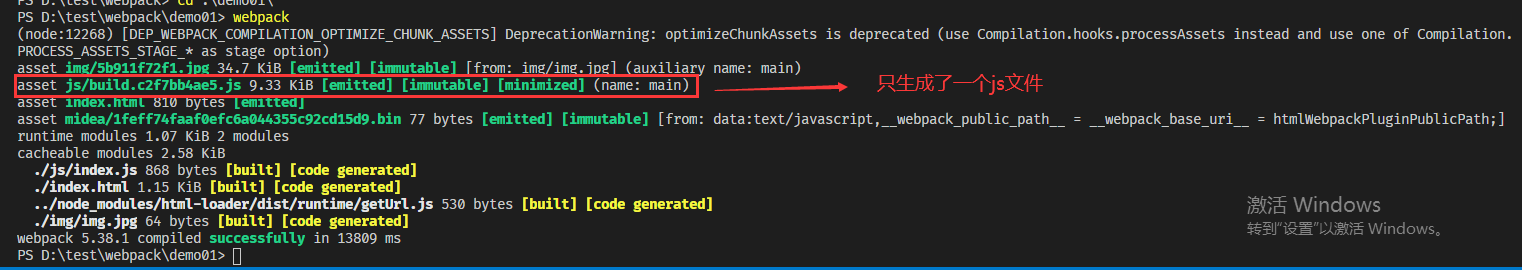 PS D:\test\webpack> cd .\demo01\
PS D:\test\webpack\demo01> webpack
(node:12268) [DEP_WEBPACK_COMPILATION_OPTIMIZE_CHUNK_ASSETS] DeprecationWarning: optimizeChunkAssets is deprecated (use Compilation.hooks.processAssets instead and use one of Compilation.
PROCESS_ASSETS_STAGE_* as stage option)
asset img/5b911f72f1.jpg 34.7 KiB [emitted] [immutable] [from: img/img.jpg] (auxiliary name: main)
asset js/build.c2f7bb4ae5.js 9.33 KiB [emitted] [immutable] [minimized] (name: main) 只生成了一个js文件
asset index.html 810 bytes [emitted]
asset midea/1feff74faaf0efc6a044355c92cd15d9.bin 77 bytes [emitted] [immutable] [from: data:text/javascript,__webpack_public_path__ = __webpack_base_uri__ = htmlWebpackPluginPublicPath;]
runtime modules 1.07 KiB 2 modules
cacheable modules 2.58 KiB
./js/index.js 868 bytes [built] [code generated]
./index.html 1.15 KiB [built] [code generated]
../node_modules/html-loader/dist/runtime/getUrl.js 530 bytes [built] [code generated]
./img/img.jpg 64 bytes [built] [code generated]
webpack 5.38.1 compiled successfully in 13809 ms
PS D:\test\webpack\demo01>
激活 Windows
转到“设置”以激活 Windows。